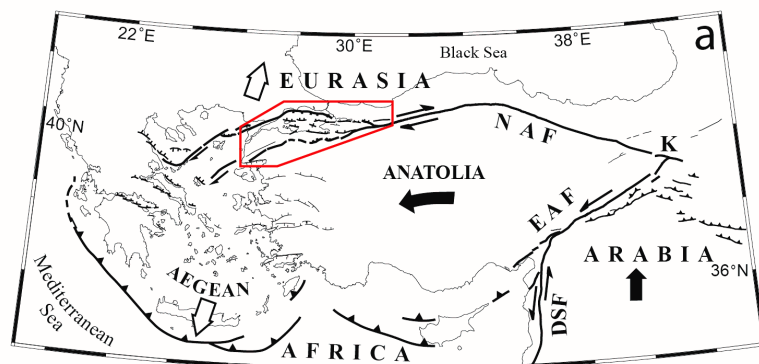 22°E
30°E
38°E
a
Black Sea
EURASIA
40°N
NAF
K
ANATOLIA
EAF
ARABIA
36°N
AEGEAN
Mediterranean
Sea
DSF
AFRICA